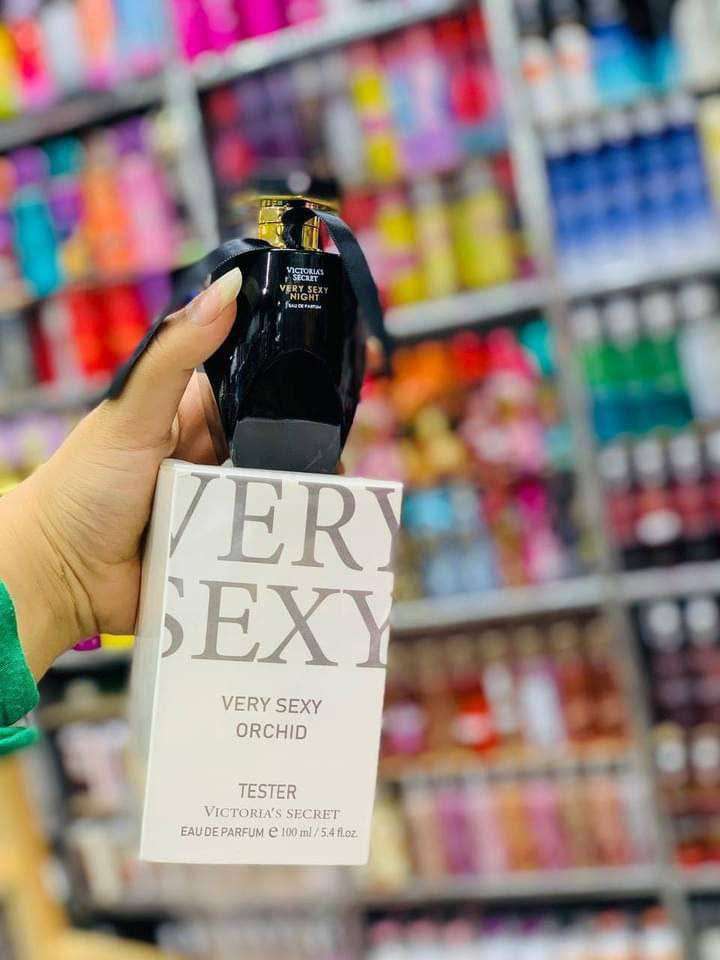 VICTORIA'S
SECRET
VERY SEXY
NIGHT
EAU DE PARFUM
VERY
SEXY
VERY SEXY
ORCHID
TESTER
VICTORIA'S SECRET
EAU DE PARFUM e 100 ml / 5.4 fl.oz.